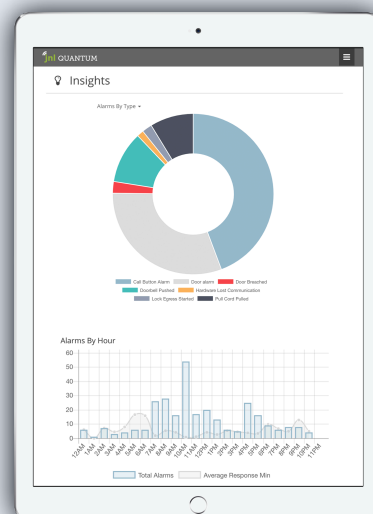 jnl QUANTUM
Insights
Alarms By Type
Call Button Alarm Door alarm Door Breached
Doorbell Pushed Hardware Lost Communication
Lock Egress Started Pull Cord Pulled
Alarms By Hour
60
50
40
30
20
10
0
12AM 1AM 2AM 3AM 4AM 5AM 6AM 7AM 8AM 9AM 10AM 11AM 12PM 1PM 2PM 3PM 4PM 5PM 6PM 7PM 8PM 9PM 10PM 11PM
Total Alarms Average Response Min